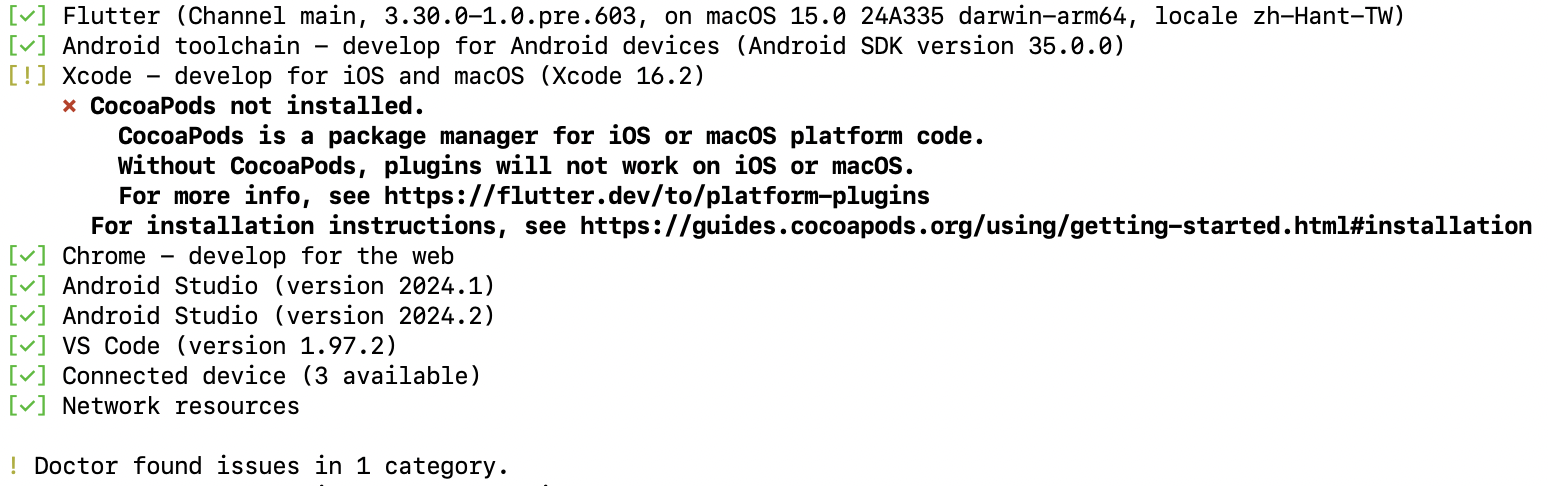 [✓] Flutter (Channel main, 3.30.0-1.0.pre.603, on macOS 15.0 24A335 darwin-arm64, locale zh-Hant-TW)
[✓] Android toolchain - develop for Android devices (Android SDK version 35.0.0)
[!] Xcode - develop for iOS and macOS (Xcode 16.2)
✗ CocoaPods not installed.
CocoaPods is a package manager for iOS or macOS platform code.
Without CocoaPods, plugins will not work on iOS or macOS.
For more info, see https://flutter.dev/to/platform-plugins
For installation instructions, see https://guides.cocoapods.org/using/getting-started.html#installation
[✓] Chrome - develop for the web
[✓] Android Studio (version 2024.1)
[✓] Android Studio (version 2024.2)
[✓] VS Code (version 1.97.2)
[✓] Connected device (3 available)
[✓] Network resources
! Doctor found issues in 1 category.